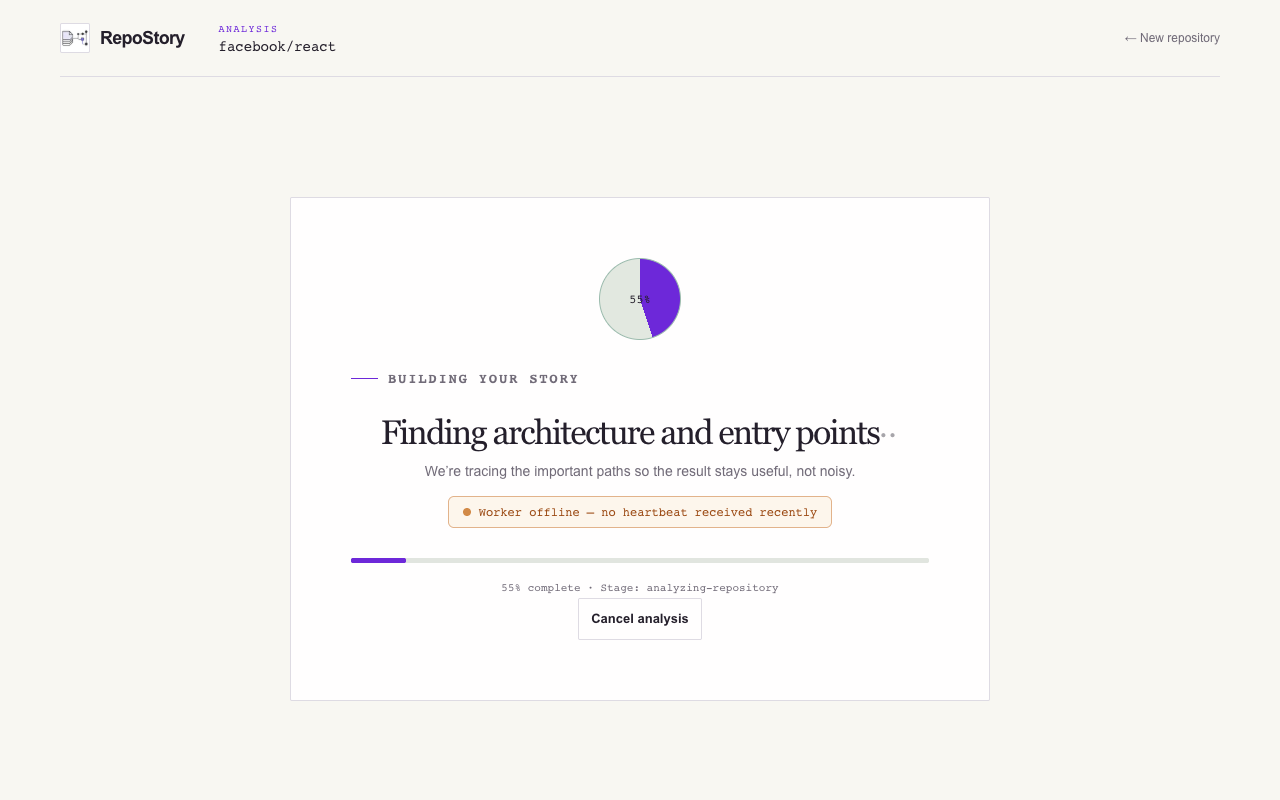 RepoStory
ANALYSIS
facebook/react
← New repository
55%
BUILDING YOUR STORY
Finding architecture and entry points··
We're tracing the important paths so the result stays useful, not noisy.
Worker offline — no heartbeat received recently
55% complete · Stage: analyzing-repository
Cancel analysis